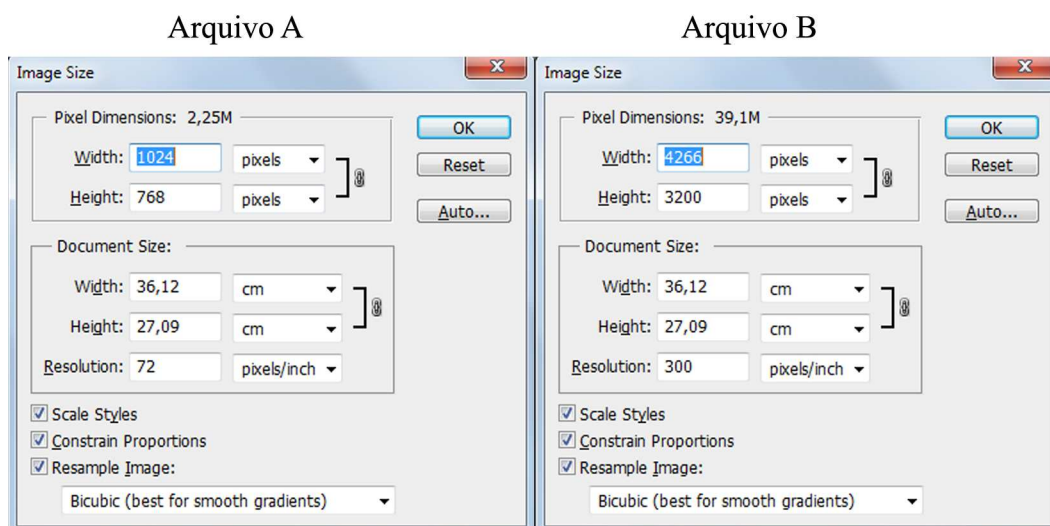 Arquivo A
Image Size
Pixel Dimensions: 2,25M
Width: 1024 pixels
Height: 768 pixels
Document Size:
Width: 36,12 cm
Height: 27,09 cm
Resolution: 72 pixels/inch
Scale Styles
Constrain Proportions
Resample Image:
Bicubic (best for smooth gradients)
OK
Reset
Auto...
Arquivo B
Image Size
Pixel Dimensions: 39,1M
Width: 4266 pixels
Height: 3200 pixels
Document Size:
Width: 36,12 cm
Height: 27,09 cm
Resolution: 300 pixels/inch
Scale Styles
Constrain Proportions
Resample Image:
Bicubic (best for smooth gradients)
OK
Reset
Auto...